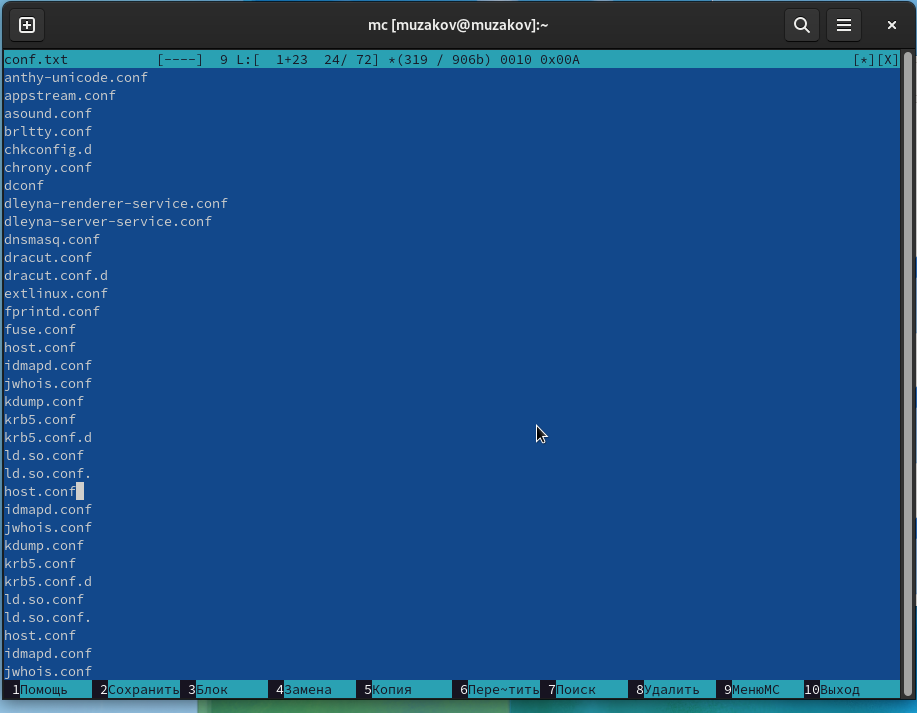 mc [muzakov@muzakov]:~
conf.txt [----] 9 L:[ 1+23 24/ 72] *(319 / 906b) 0010 0x00A [*][X]
anthy-unicode.conf
appstream.conf
asound.conf
brltty.conf
chkconfig.d
chrony.conf
dconf
dleyna-renderer-service.conf
dleyna-server-service.conf
dnsmasq.conf
dracut.conf
dracut.conf.d
extlinux.conf
fprintd.conf
fuse.conf
host.conf
idmapd.conf
jwhois.conf
kdump.conf
krb5.conf
krb5.conf.d
ld.so.conf
ld.so.conf.
host.conf
idmapd.conf
jwhois.conf
kdump.conf
krb5.conf
krb5.conf.d
ld.so.conf
ld.so.conf.
host.conf
idmapd.conf
jwhois.conf
1Помощь 2Сохранить 3Блок 4Замена 5Копия 6Пере~тить 7Поиск 8Удалить 9МенюMC 10Выход